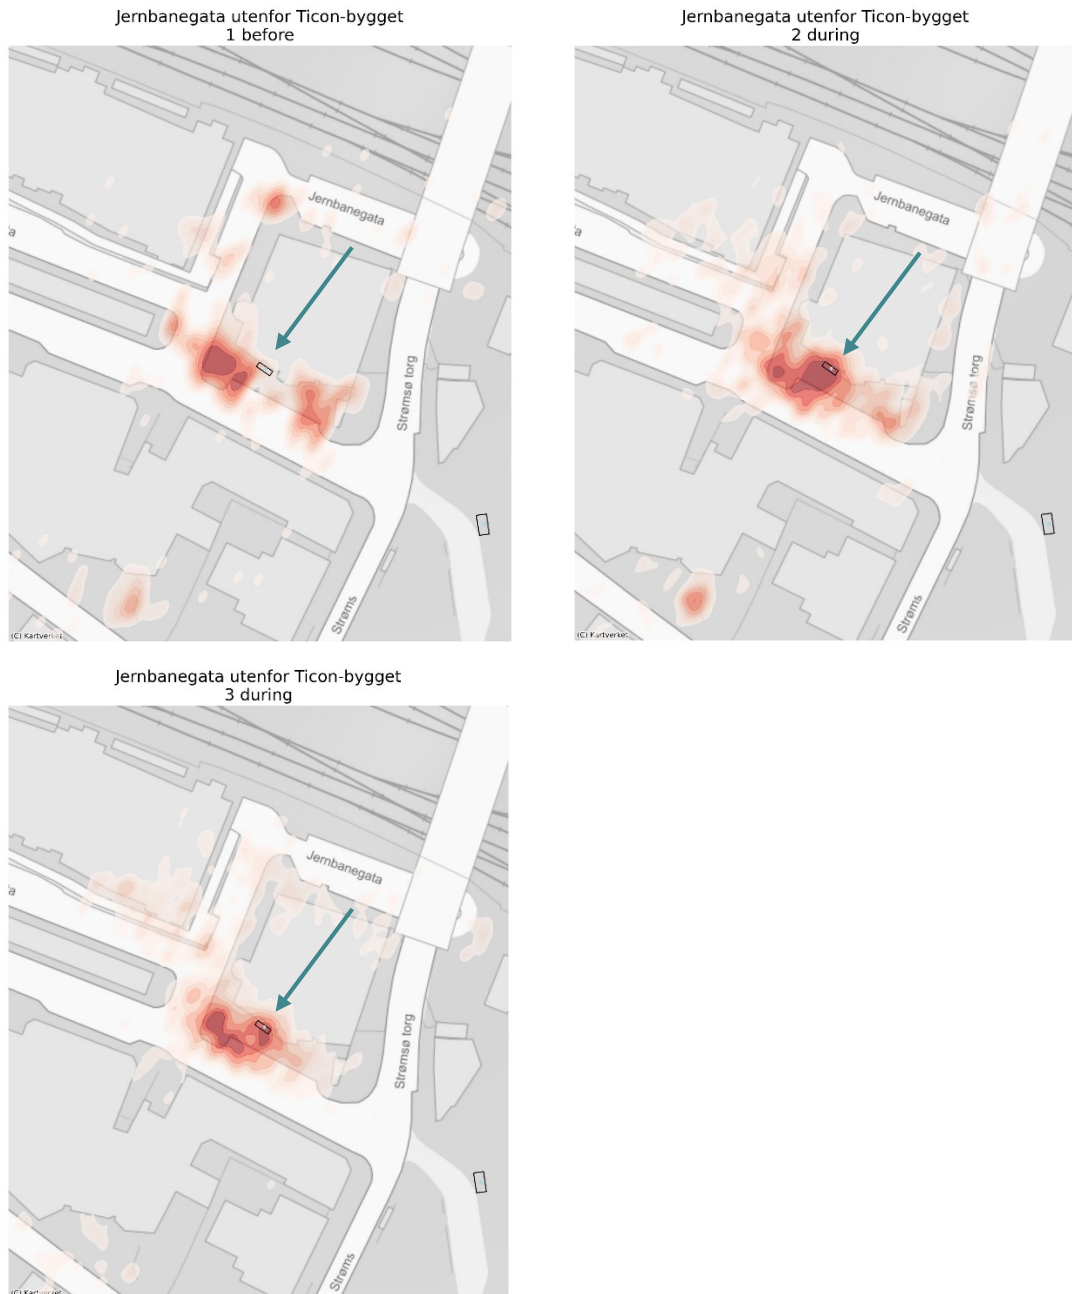 Jernbanegata utenfor Ticon-bygget
1 before
Jernbanegata
Strømsø torg
Strøms
(C) Kartverket
Jernbanegata utenfor Ticon-bygget
2 during
Jernbanegata
Strømsø torg
Strøms
(C) Kartverket
Jernbanegata utenfor Ticon-bygget
3 during
Jernbanegata
Strømsø torg
Strøms